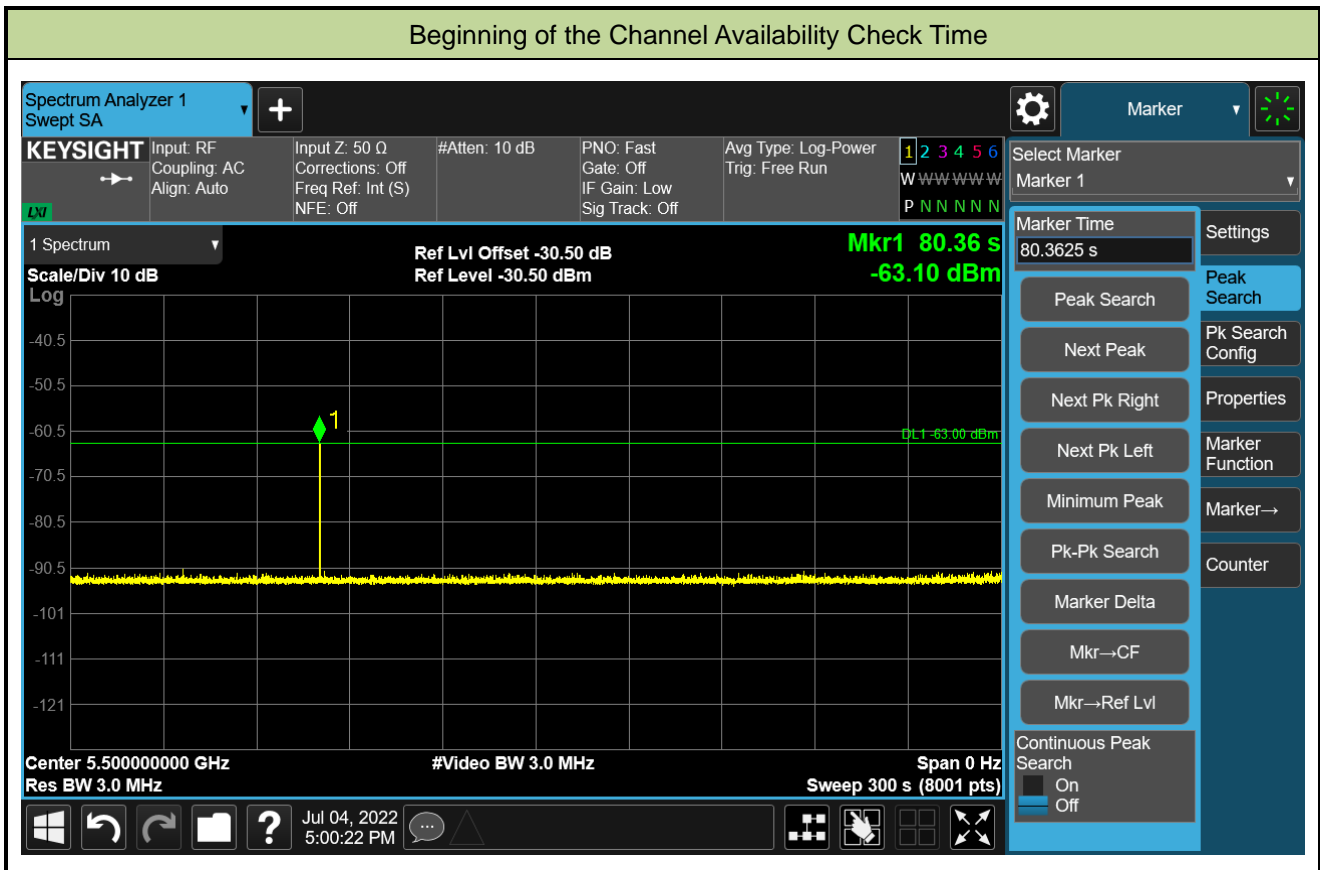 Beginning of the Channel Availability Check Time
Spectrum Analyzer 1
Swept SA
Marker
KEYSIGHT
LXI
Input: RF
Coupling: AC
Align: Auto
Input Z: 50 Ω
Corrections: Off
Freq Ref: Int (S)
NFE: Off
#Atten: 10 dB
PNO: Fast
Gate: Off
IF Gain: Low
Sig Track: Off
Avg Type: Log-Power
Trig: Free Run
1 2 3 4 5 6
W W W W W W
P N N N N N
Select Marker
Marker 1
1 Spectrum
Scale/Div 10 dB
Ref Lvl Offset -30.50 dB
Ref Level -30.50 dBm
Mkr1 80.36 s
-63.10 dBm
Log
-40.5
-50.5
-60.5
-70.5
-80.5
-90.5
-101
-111
-121
1
DL1 -63.00 dBm
Center 5.500000000 GHz
Res BW 3.0 MHz
#Video BW 3.0 MHz
Span 0 Hz
Sweep 300 s (8001 pts)
Marker Time
80.3625 s
Peak Search
Next Peak
Next Pk Right
Next Pk Left
Minimum Peak
Pk-Pk Search
Marker Delta
Mkr→CF
Mkr→Ref Lvl
Continuous Peak
Search
On
Off
Settings
Peak
Search
Pk Search
Config
Properties
Marker
Function
Marker→
Counter
?
Jul 04, 2022
5:00:22 PM